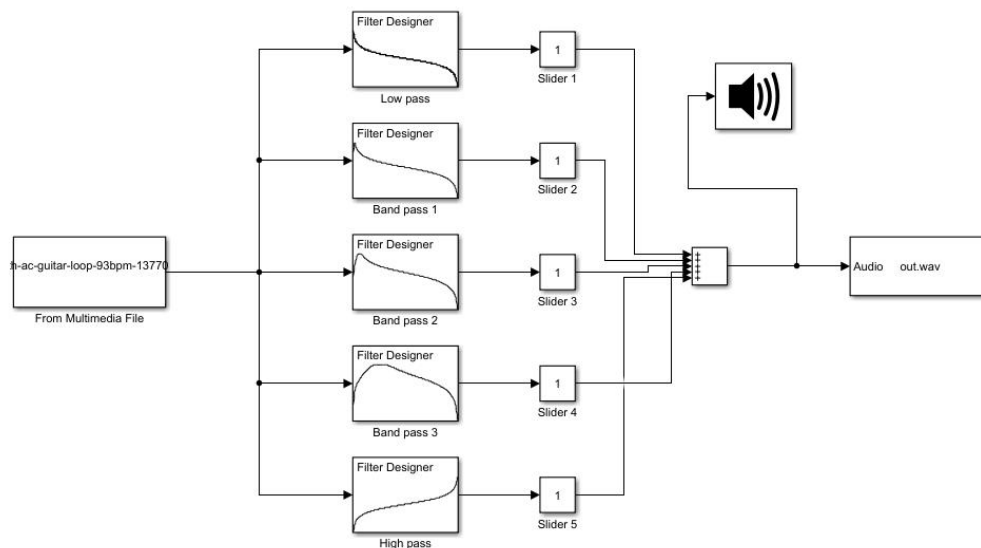 Filter Designer
1
Low pass
Slider 1
Filter Designer
1
Band pass 1
Slider 2
h-ac-guitar-loop-93bpm-13770
From Multimedia File
Filter Designer
1
Band pass 2
Slider 3
+
+
+
+
+
Audio out.wav
Filter Designer
1
Band pass 3
Slider 4
Filter Designer
1
High pass
Slider 5